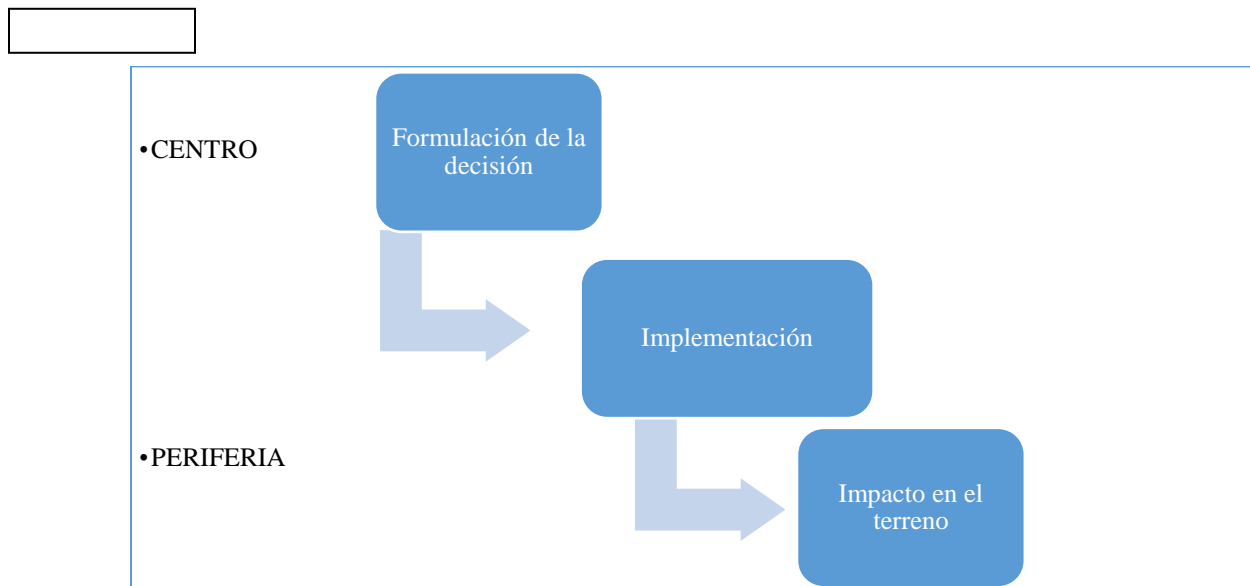 •CENTRO
Formulación de la
decisión
Implementación
•PERIFERIA
Impacto en el
terreno